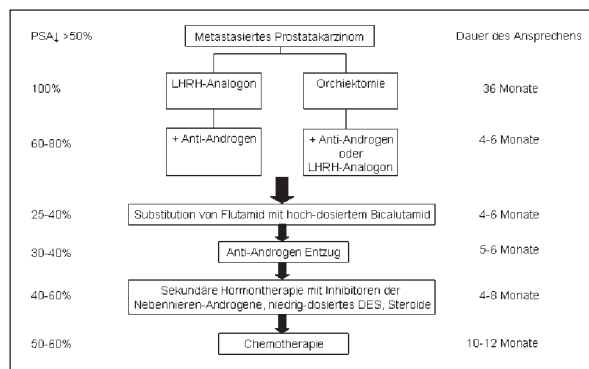 PSA↓ >50% Metastasiertes Prostatakarzinom Dauer des Ansprechens
100% LHRH-Analogon Orchiektomie 36 Monate
60-80% + Anti-Androgen + Anti-Androgen 4-6 Monate
oder
LHRH-Analogon
25-40% Substitution von Flutamid mit hoch-dosiertem Bicalutamid 4-6 Monate
30-40% Anti-Androgen Entzug 5-6 Monate
40-60% Sekundäre Hormontherapie mit Inhibitoren der 4-8 Monate
Nebennieren-Androgene, niedrig-dosiertes DES, Steroide
50-60% Chemotherapie 10-12 Monate